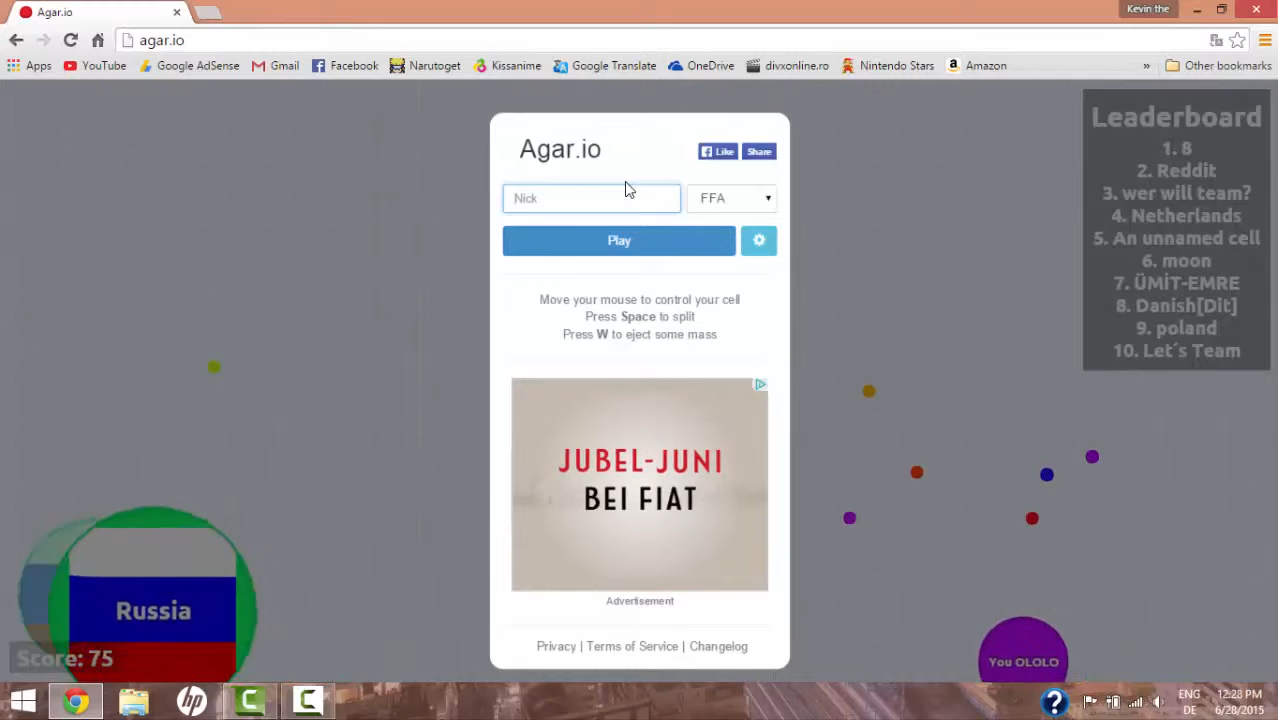 Agar.io
Kevin the
agar.io
Apps YouTube Google AdSense Gmail Facebook Narutoget Kissanime Google Translate OneDrive divxonline.ro Nintendo Stars Amazon » Other bookmarks
Agar.io
Like Share
Nick
FFA
Play
Move your mouse to control your cell
Press Space to split
Press W to eject some mass
JUBEL-JUNI
BEI FIAT
Advertisement
Privacy | Terms of Service | Changelog
Leaderboard
1. 8
2. Reddit
3. wer will team?
4. Netherlands
5. An unnamed cell
6. moon
7. ÜMİT-EMRE
8. Danish[Dit]
9. poland
10. Let´s Team
Russia
Score: 75
You OLOLO
hp
ENG
DE
12:28 PM
6/28/2015